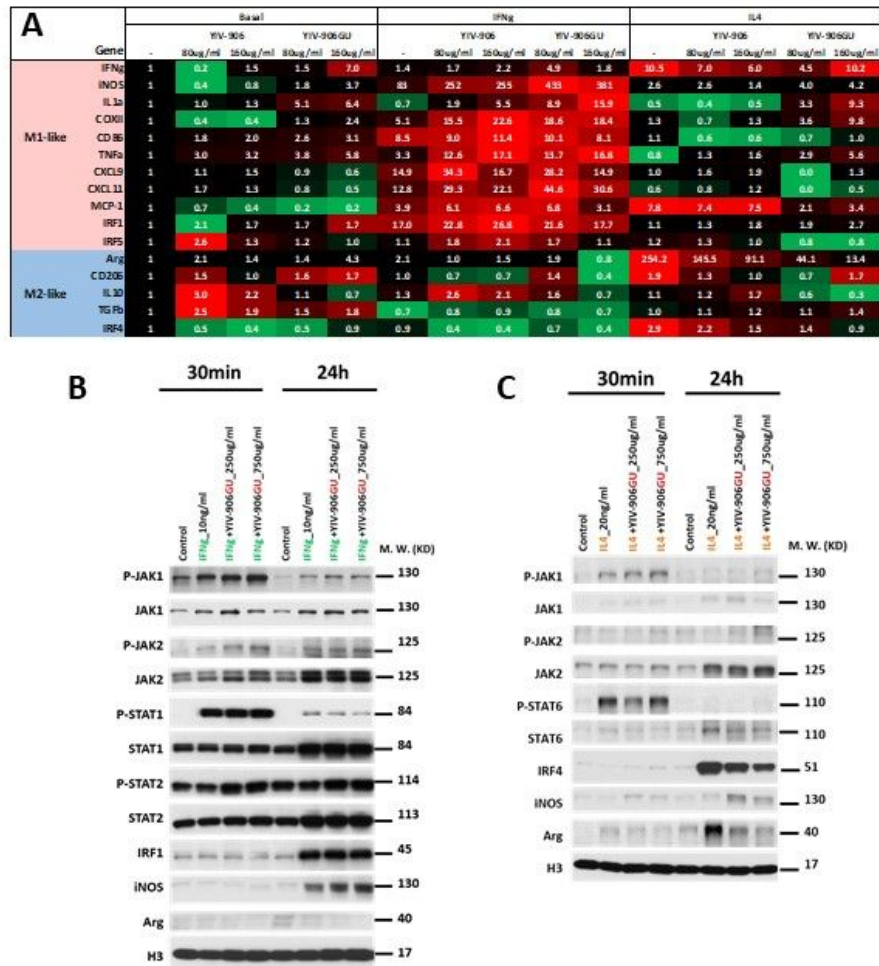 A
Basal IFNg IL4
YIV-906 YIV-906GU YIV-906 YIV-906GU YIV-906 YIV-906GU
Gene - 80ug/ml 160ug/ml 80ug/ml 160ug/ml - 80ug/ml 160ug/ml 80ug/ml 160ug/ml - 80ug/ml 160ug/ml 80ug/ml 160ug/ml
IFNg 1 0.2 1.5 1.5 7.0 1.4 1.7 2.2 4.9 1.8 10.5 7.0 6.0 4.5 10.2
iNOS 1 0.4 0.8 1.8 3.7 83 252 255 433 381 2.6 2.6 1.4 4.0 4.2
IL1a 1 1.0 1.3 5.1 6.4 0.7 1.9 5.5 8.9 15.9 0.5 0.4 0.5 3.3 9.3
COXII 1 0.4 0.4 1.3 2.4 5.1 15.5 22.6 18.6 18.4 1.3 0.7 1.3 3.6 9.8
M1-like CD86 1 1.8 2.0 2.6 3.1 8.5 9.0 11.4 10.1 8.1 1.1 0.6 0.6 0.7 1.0
TNFa 1 3.0 3.2 3.8 5.8 3.3 12.6 17.1 13.7 16.8 0.8 1.3 1.6 2.9 5.6
CXCL9 1 1.1 1.5 0.9 0.6 14.9 34.3 16.7 28.2 14.9 1.0 1.6 1.9 0.0 1.3
CXCL11 1 1.7 1.3 0.8 0.5 12.8 29.3 22.1 44.6 30.6 0.6 0.8 1.2 0.0 0.5
MCP-1 1 0.7 0.4 0.2 0.2 3.9 6.1 6.6 6.8 3.1 7.8 7.4 7.5 2.1 3.4
IRF1 1 2.1 1.7 1.7 1.7 17.0 22.8 26.8 21.6 17.7 1.1 1.3 1.8 1.9 2.7
IRF5 1 2.6 1.3 1.2 1.0 1.1 1.8 2.1 1.7 1.1 1.2 1.3 1.0 0.8 0.8
Arg 1 2.1 1.4 1.4 4.3 2.1 1.0 1.5 1.9 0.8 254.2 145.5 91.1 44.1 13.4
CD206 1 1.5 1.0 1.6 1.7 1.0 0.7 0.7 1.4 0.4 1.9 1.3 1.0 0.7 1.7
M2-like IL10 1 3.0 2.2 1.1 0.7 1.3 2.6 2.1 1.6 0.7 1.1 1.2 1.7 0.6 0.3
TGFb 1 2.5 1.9 1.5 1.8 0.7 0.8 0.9 0.8 0.7 1.0 1.2 1.1 1.1 1.4
IRF4 1 0.5 0.4 0.5 0.9 0.9 0.4 0.4 0.7 0.4 2.9 2.2 1.5 1.4 0.9
B
30min 24h
Control
IFNg_10ng/ml
IFNg+YIV-906GU_250ug/ml
IFNg+YIV-906GU_750ug/ml
Control
IFNg_10ng/ml
IFNg+YIV-906GU_250ug/ml
IFNg+YIV-906GU_750ug/ml
M. W. (KD)
P-JAK1 130
JAK1 130
P-JAK2 125
JAK2 125
P-STAT1 84
STAT1 84
P-STAT2 114
STAT2 113
IRF1 45
iNOS 130
Arg 40
H3 17
C
30min 24h
Control
IL4_20ng/ml
IL4+YIV-906GU_250ug/ml
IL4+YIV-906GU_750ug/ml
Control
IL4_20ng/ml
IL4+YIV-906GU_250ug/ml
IL4+YIV-906GU_750ug/ml
M. W. (KD)
P-JAK1 130
JAK1 130
P-JAK2 125
JAK2 125
P-STAT6 110
STAT6 110
IRF4 51
iNOS 130
Arg 40
H3 17